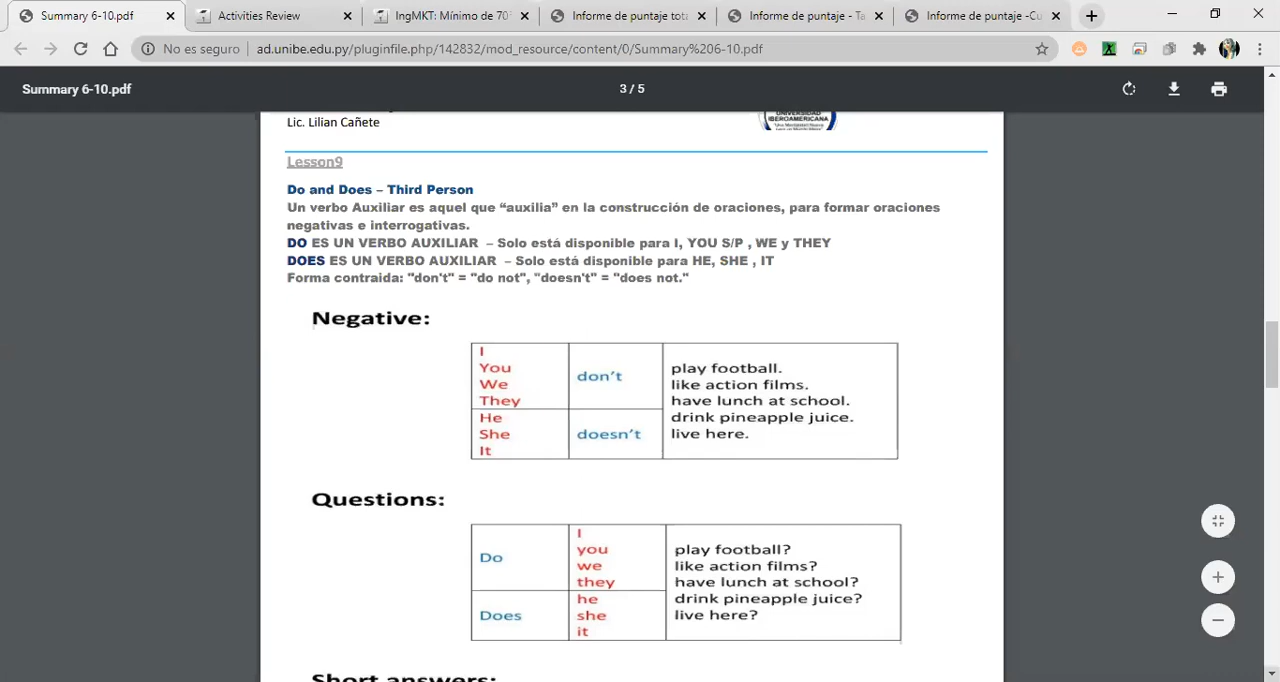 Summary 6-10.pdf
Activities Review
IngMKT: Mínimo de 70°
Informe de puntaje tota
Informe de puntaje - Ta
Informe de puntaje -Cu
No es seguro
ad.unibe.edu.py/pluginfile.php/142832/mod_resource/content/0/Summary%206-10.pdf
Summary 6-10.pdf
3 / 5
Lic. Lilian Cañete
UNIVERSIDAD
IBEROAMERICANA
Lesson9
Do and Does – Third Person
Un verbo Auxiliar es aquel que “auxilia” en la construcción de oraciones, para formar oraciones
negativas e interrogativas.
DO ES UN VERBO AUXILIAR – Solo está disponible para I, YOU S/P , WE y THEY
DOES ES UN VERBO AUXILIAR – Solo está disponible para HE, SHE , IT
Forma contraida: "don't" = "do not", "doesn't" = "does not."
Negative:
I
You
We
They
don’t
He
She
It
doesn’t
play football.
like action films.
have lunch at school.
drink pineapple juice.
live here.
Questions:
Do
I
you
we
they
Does
he
she
it
play football?
like action films?
have lunch at school?
drink pineapple juice?
live here?
Short answers: